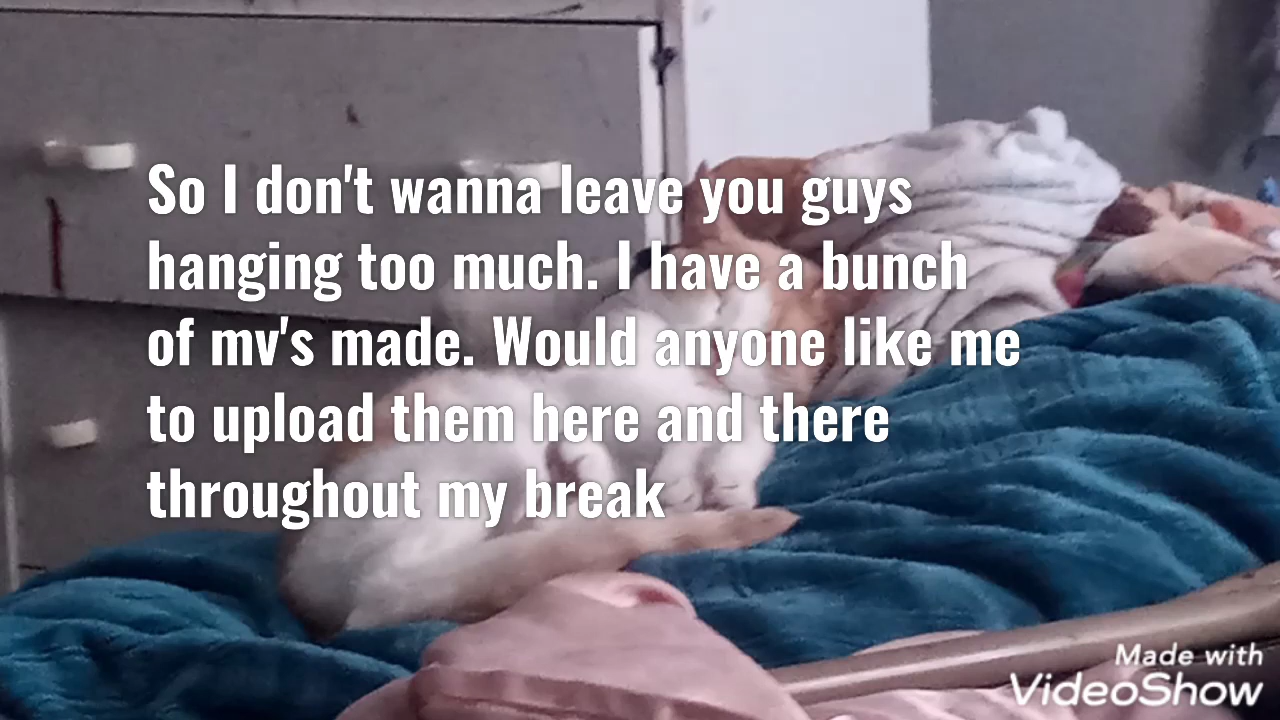 So I don't wanna leave you guys
hanging too much. I have a bunch
of mv's made. Would anyone like me
to upload them here and there
throughout my break
Made with
VideoShow